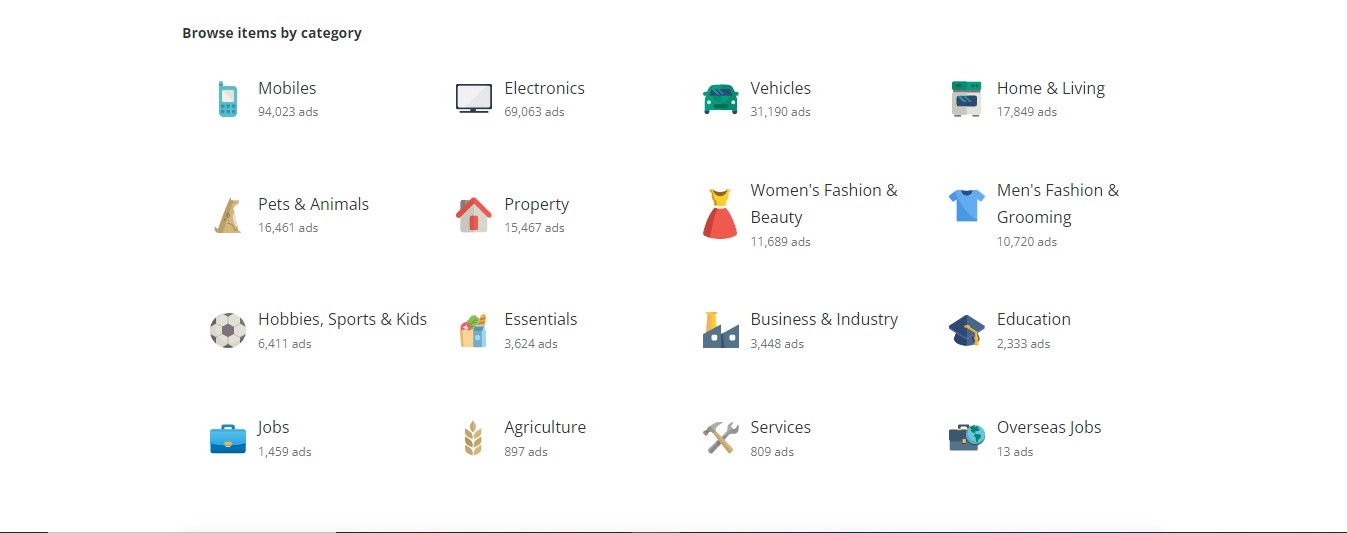 Browse items by category
Mobiles
94,023 ads
Electronics
69,063 ads
Vehicles
31,190 ads
Home & Living
17,849 ads
Pets & Animals
16,461 ads
Property
15,467 ads
Women's Fashion &
Beauty
11,689 ads
Men's Fashion &
Grooming
10,720 ads
Hobbies, Sports & Kids
6,411 ads
Essentials
3,624 ads
Business & Industry
3,448 ads
Education
2,333 ads
Jobs
1,459 ads
Agriculture
897 ads
Services
809 ads
Overseas Jobs
13 ads